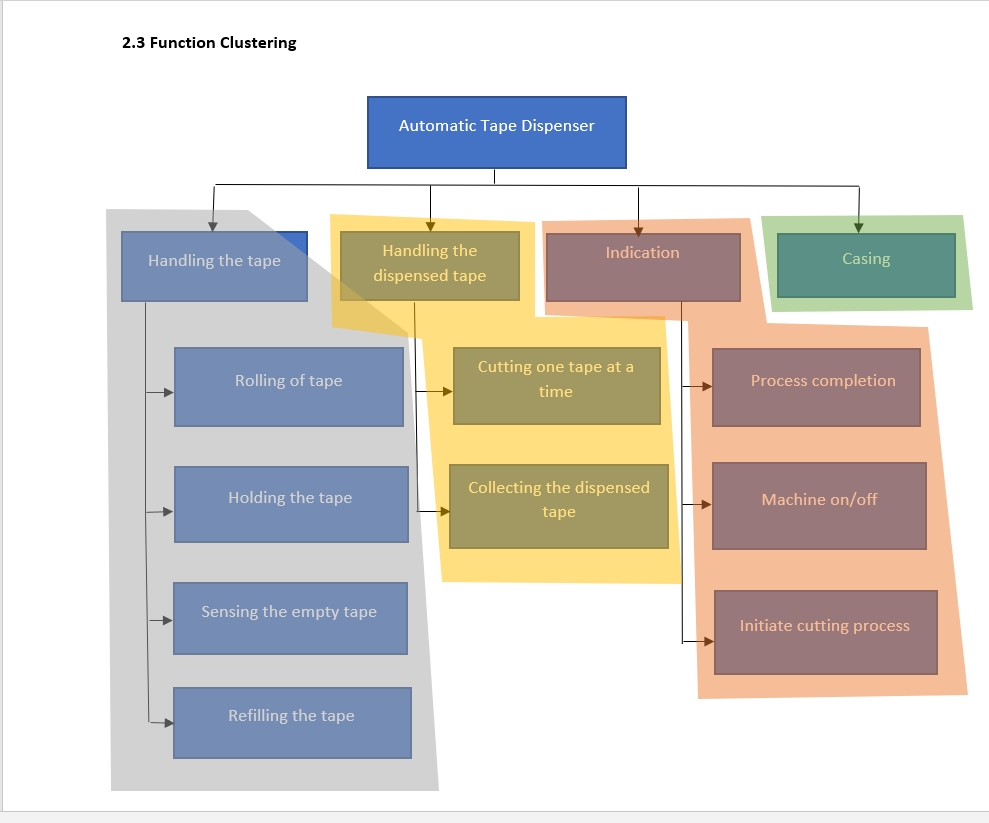 2.3 Function Clustering
Automatic Tape Dispenser
Handling the tape
Handling the
dispensed tape
Indication
Casing
Rolling of tape
Cutting one tape at a
time
Process completion
Holding the tape
Collecting the dispensed
tape
Machine on/off
Sensing the empty tape
Initiate cutting process
Refilling the tape